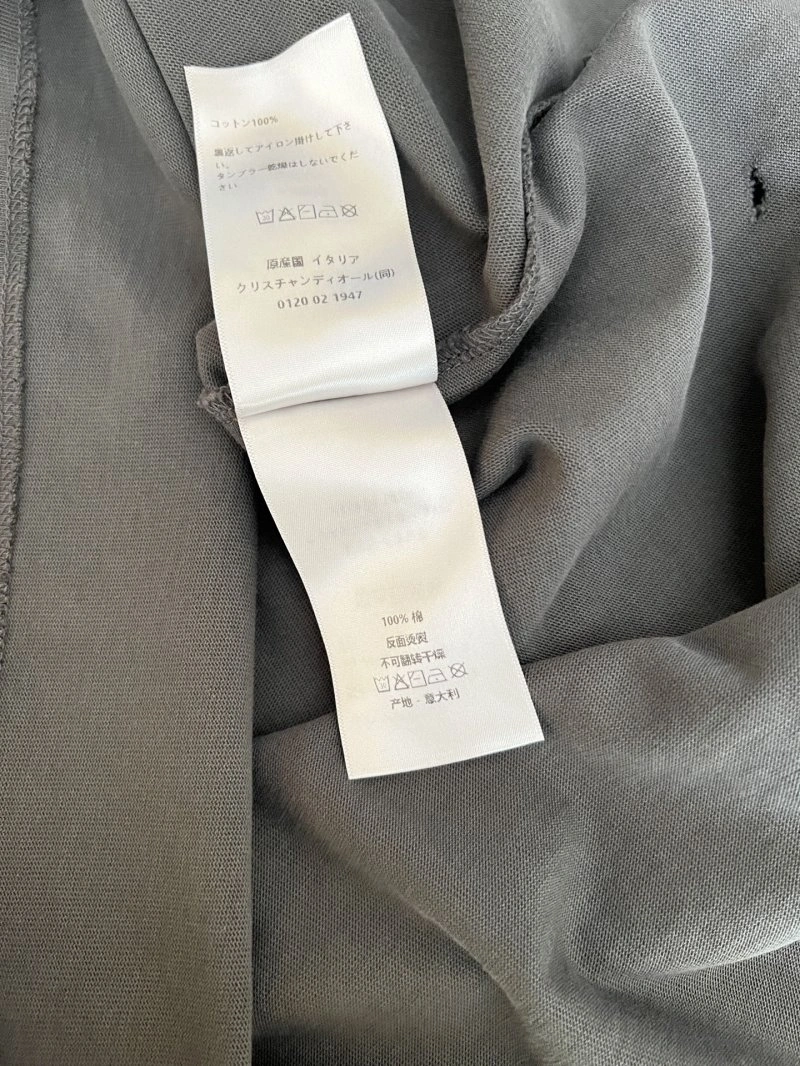 コットン100%
裏返してアイロン掛けして下さ
い。
タンブラー乾燥はしないでくだ
さい
30
原産国 イタリア
クリスチャンディオール(同)
0120 02 1947
100% 棉
反面烫熨
不可翻转干燥
30
产地 - 意大利